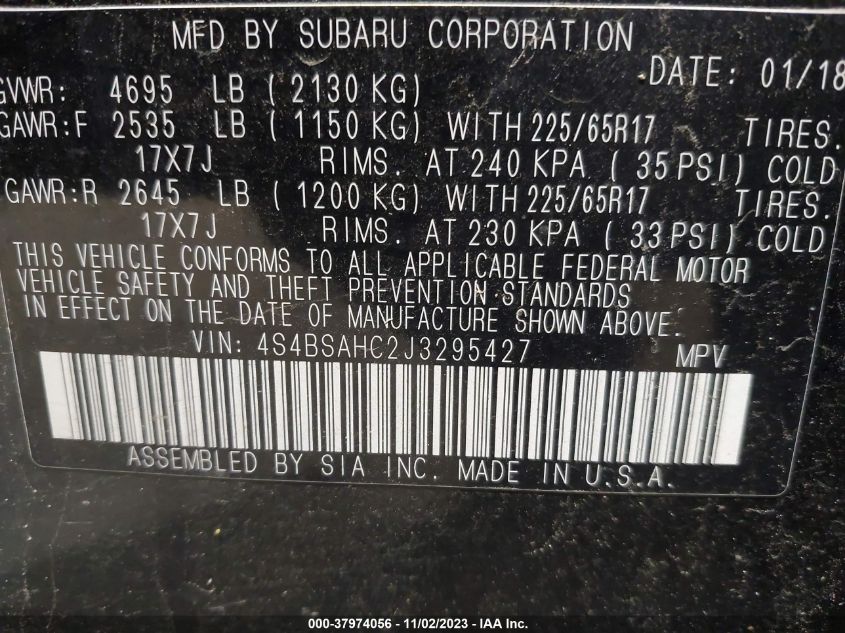 MFD BY SUBARU CORPORATION
DATE: 01/18
GVWR: 4695 LB ( 2130 KG)
GAWR:F 2535 LB ( 1150 KG) WITH 225/65R17 TIRES.
17X7J RIMS. AT 240 KPA ( 35 PSI) COLD
GAWR:R 2645 LB ( 1200 KG) WITH 225/65R17 TIRES.
17X7J RIMS. AT 230 KPA ( 33 PSI) COLD
THIS VEHICLE CONFORMS TO ALL APPLICABLE FEDERAL MOTOR
VEHICLE SAFETY AND THEFT PREVENTION STANDARDS
IN EFFECT ON THE DATE OF MANUFACTURE SHOWN ABOVE.
VIN: 4S4BSAHC2J3295427 MPV
ASSEMBLED BY SIA INC. MADE IN U.S.A.
000-37974056 - 11/02/2023 - IAA Inc.